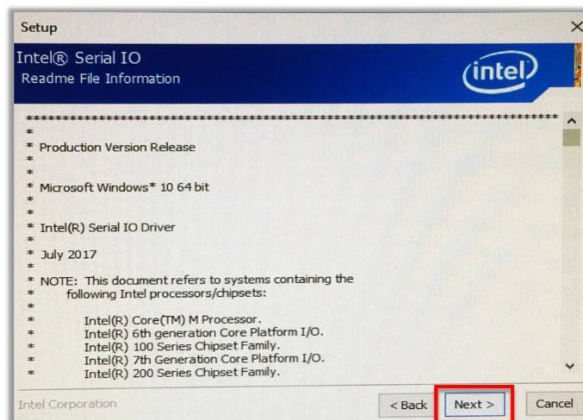 Setup
Intel® Serial IO
Readme File Information
intel
******************************************************************************
*
* Production Version Release
*
*
* Microsoft Windows* 10 64 bit
*
*
* Intel(R) Serial IO Driver
*
* July 2017
*
* NOTE: This document refers to systems containing the
* following Intel processors/chipsets:
*
* Intel(R) Core(TM) M Processor.
* Intel(R) 6th generation Core Platform I/O.
* Intel(R) 100 Series Chipset Family.
* Intel(R) 7th Generation Core Platform I/O.
* Intel(R) 200 Series Chipset Family.
Intel Corporation
< Back Next > Cancel